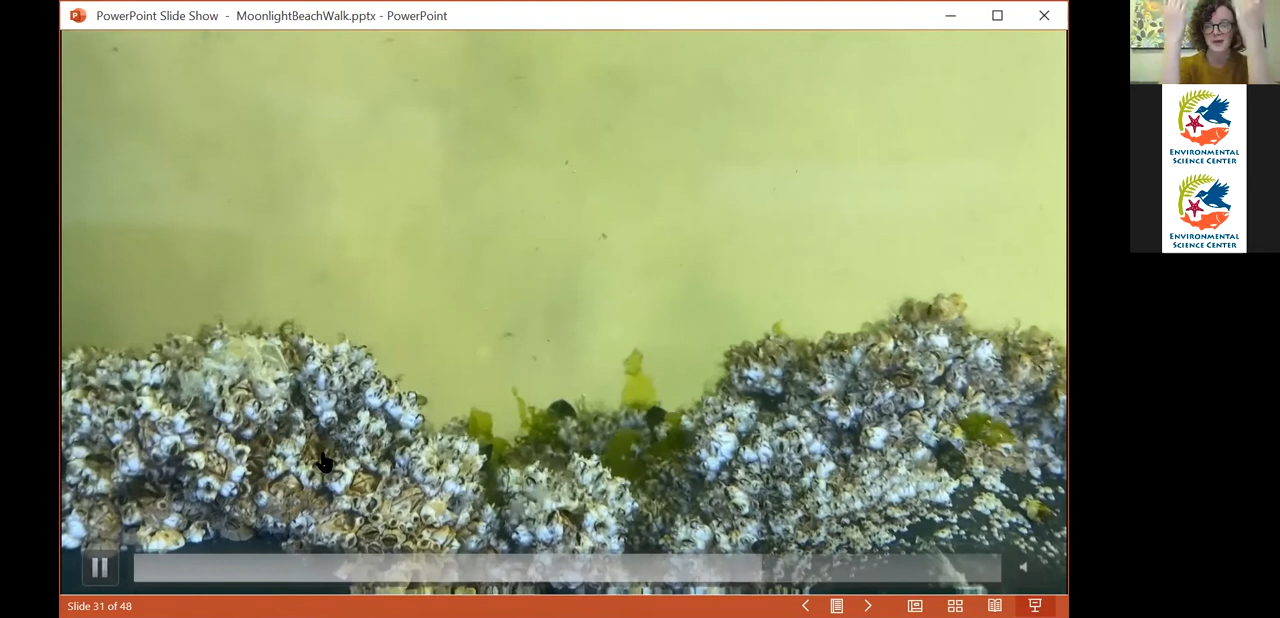 PowerPoint Slide Show - MoonlightBeachWalk.pptx - PowerPoint
ENVIRONMENTAL
SCIENCE CENTER
ENVIRONMENTAL
SCIENCE CENTER
Slide 31 of 48